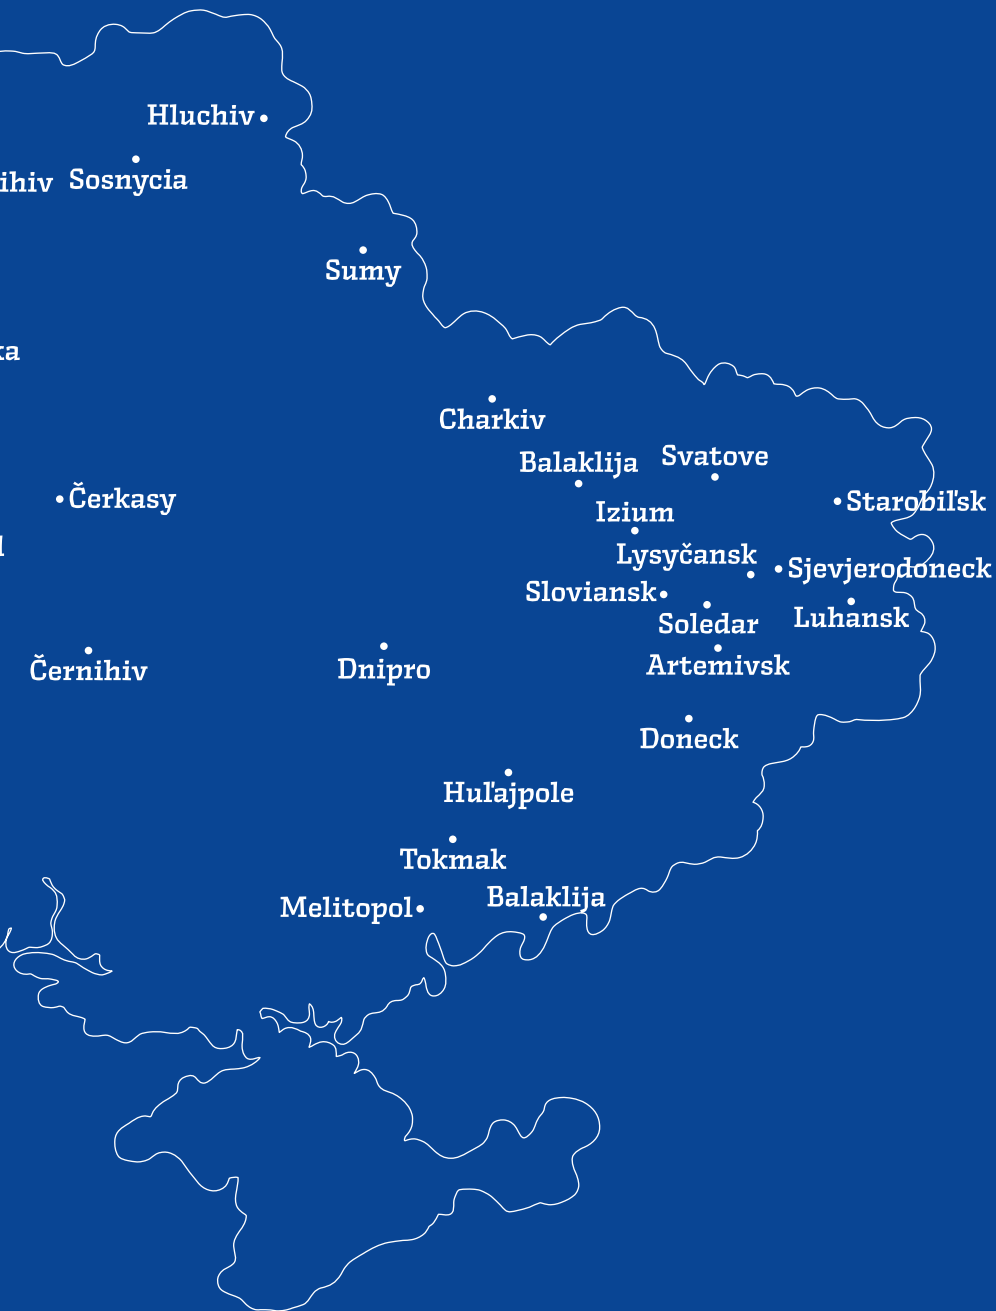 Hluchiv
ihiv
Sosnycia
Sumy
ka
Charkiv
Balaklija
Svatove
Čerkasy
Izium
Starobiľsk
Lysyčansk
Sjevjerodoneck
Sloviansk
Soledar
Luhansk
Artemivsk
Černihiv
Dnipro
Doneck
Huľajpole
Tokmak
Balaklija
Melitopol